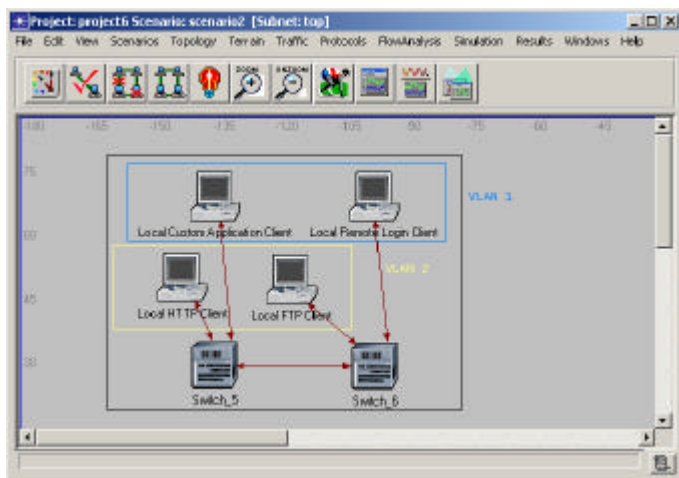 Project: project6 Scenario: scenario2 [Subnet: top]
File Edit View Scenarios Topology Terrain Traffic Protocols FlowAnalysis Simulation Results Windows Help
ZOOM
-150 -135 -120 -105 -90 -75 -60 -45
75
VLAN 1
Local Custom Application Client Local Remote Login Client
60
VLAN 2
45
Local HTTP Client Local FTP Client
30
Switch_5 Switch_6